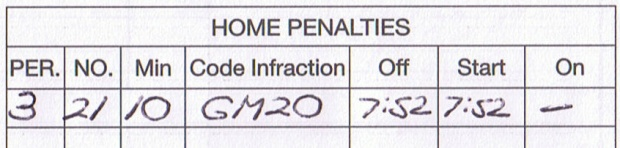 HOME PENALTIES
PER. NO. Min Code Infraction Off Start On
3 21 10 GM20 7:52 7:52 —